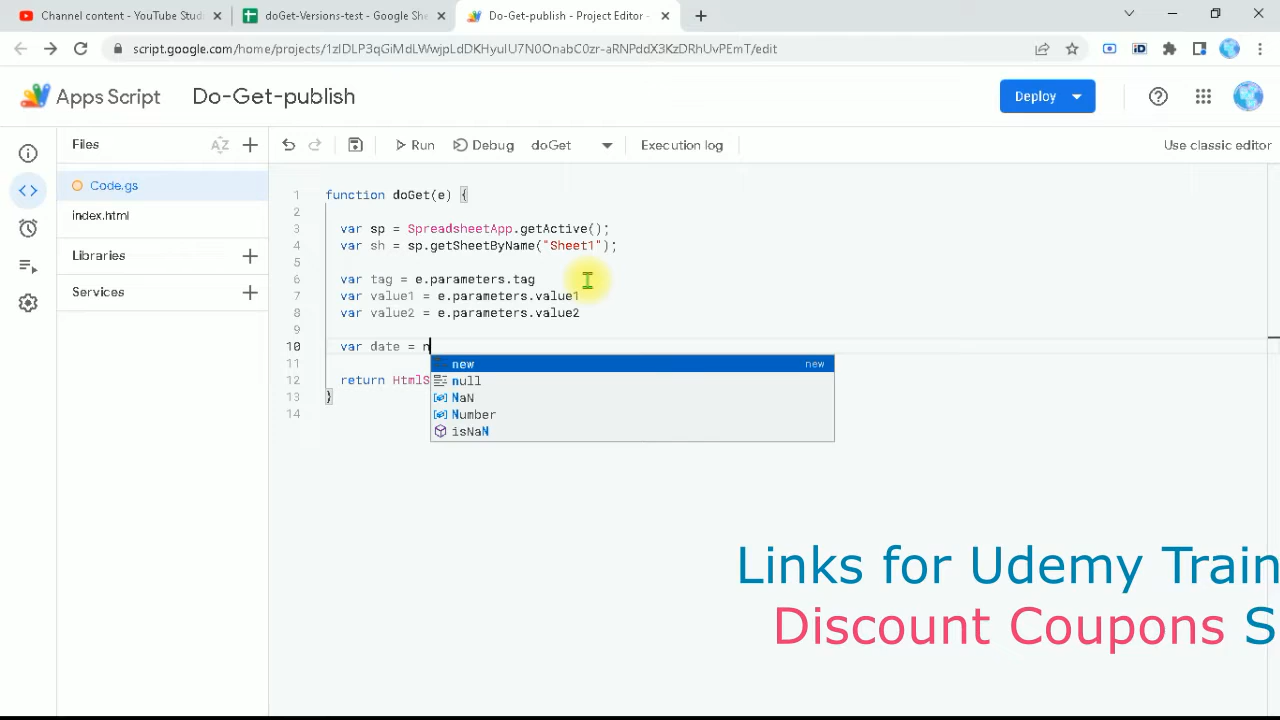 Channel content - YouTube Stud
doGet-Versions-test - Google She
Do-Get-publish - Project Editor -
script.google.com/home/projects/1zIDLP3qGiMdLWwjpLdDKHyuIU7N0OnabC0zr-aRNPddX3KzDRhUvPEmT/edit
Apps Script
Do-Get-publish
Deploy
Files
AZ
Run
Debug
doGet
Execution log
Use classic editor
Code.gs
index.html
Libraries
Services
1 function doGet(e) {
2
3 var sp = SpreadsheetApp.getActive();
4 var sh = sp.getSheetByName("Sheet1");
5
6 var tag = e.parameters.tag
7 var value1 = e.parameters.value1
8 var value2 = e.parameters.value2
9
10 var date = n
11
12 return HtmlS
13 }
14
new new
null
NaN
Number
isNaN
Links for Udemy Train
Discount Coupons S